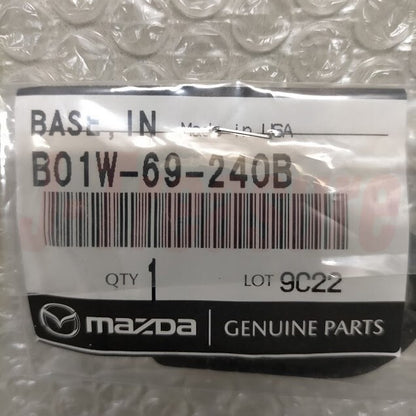 BASE, IN Made in USA
B01W-69-240B
QTY 1 LOT 9C22
mazda GENUINE PARTS